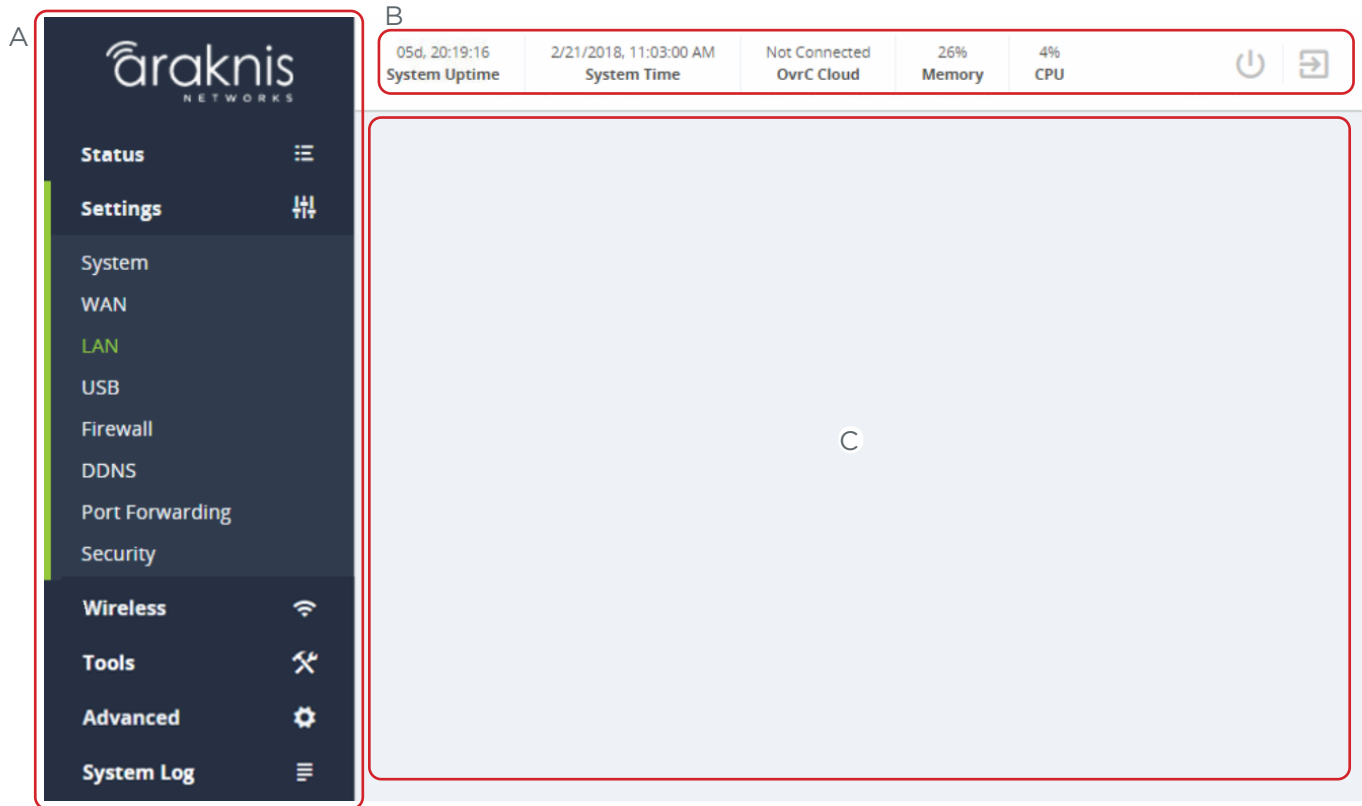 A
B
araknis
NETWORKS
05d, 20:19:16
System Uptime
2/21/2018, 11:03:00 AM
System Time
Not Connected
OvrC Cloud
26%
Memory
4%
CPU
Status
Settings
System
WAN
LAN
USB
Firewall
DDNS
Port Forwarding
Security
Wireless
Tools
Advanced
System Log
C